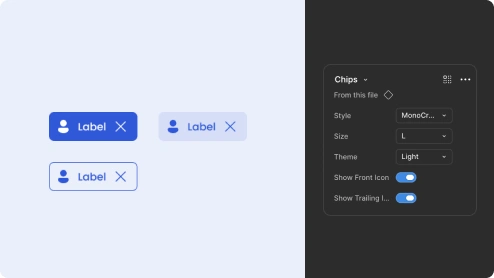 Label
Label
Label
Chips
From this file
Style MonoCr...
Size L
Theme Light
Show Front Icon
Show Trailing I...